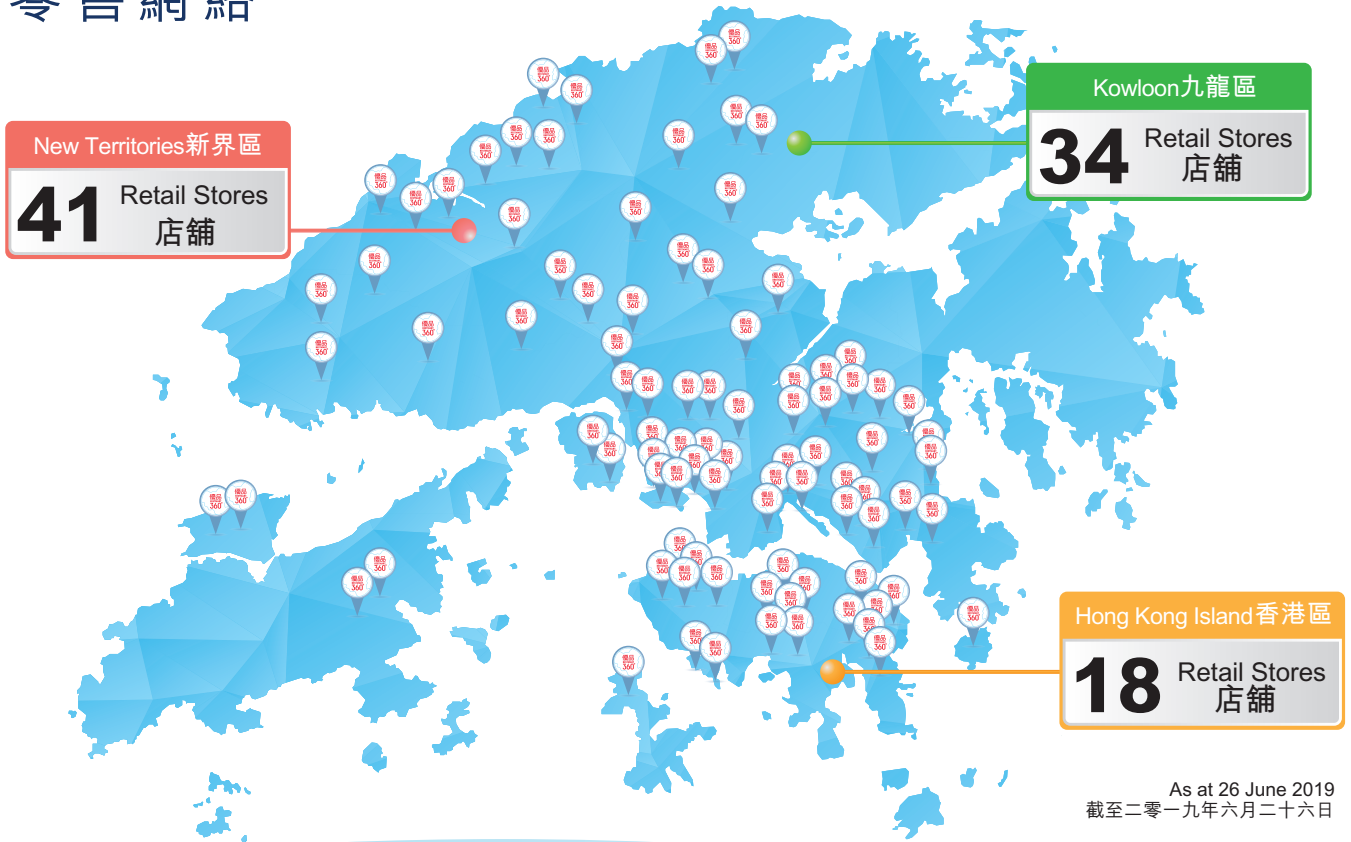 零售網絡
New Territories新界區
41 Retail Stores
店舖
Kowloon九龍區
34 Retail Stores
店舖
Hong Kong Island香港區
18 Retail Stores
店舖
優品
360°
As at 26 June 2019
截至二零一九年六月二十六日